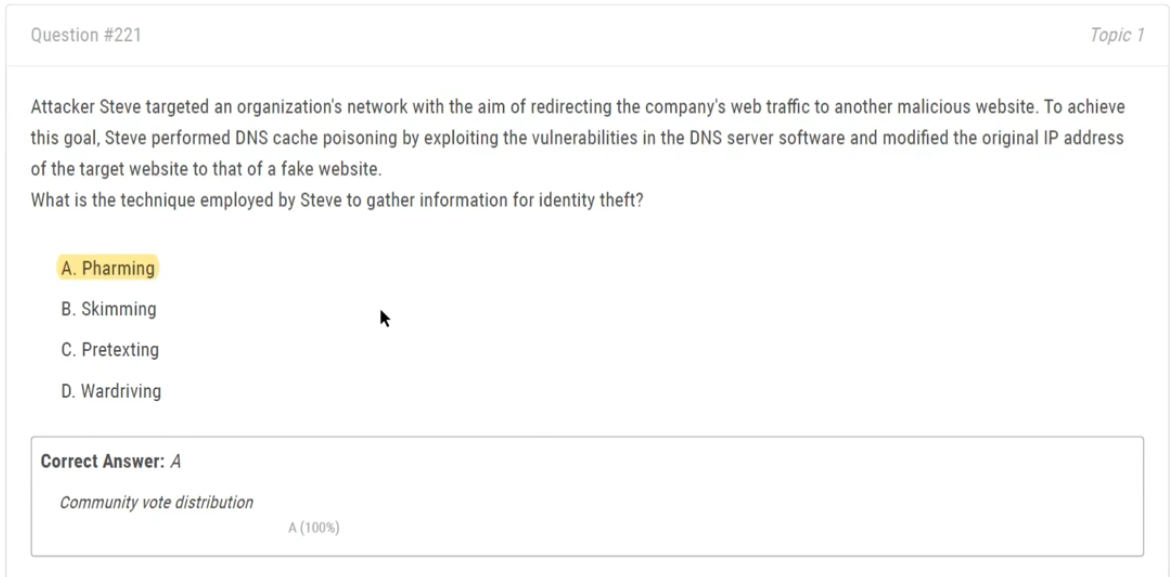 Question #221
Topic 1
Attacker Steve targeted an organization's network with the aim of redirecting the company's web traffic to another malicious website. To achieve
this goal, Steve performed DNS cache poisoning by exploiting the vulnerabilities in the DNS server software and modified the original IP address
of the target website to that of a fake website.
What is the technique employed by Steve to gather information for identity theft?
A. Pharming
B. Skimming
C. Pretexting
D. Wardriving
Correct Answer: A
Community vote distribution
A (100%)